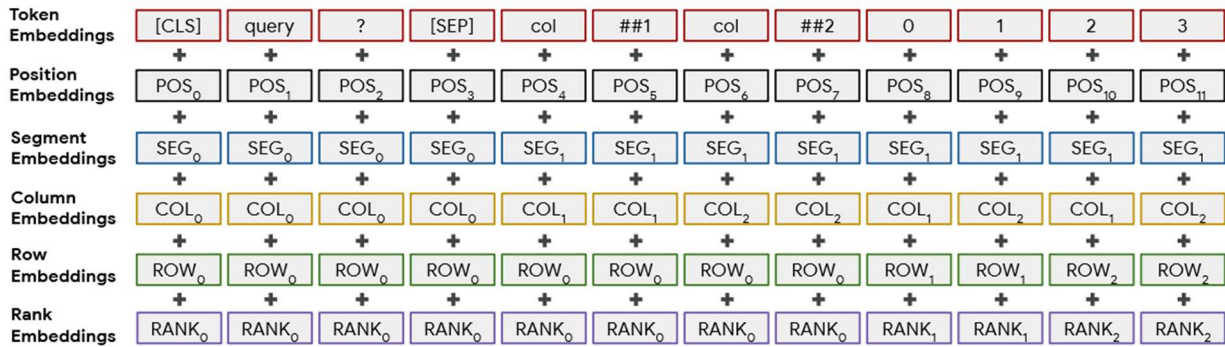 Token Embeddings [CLS] query ? [SEP] col ##1 col ##2 0 1 2 3
+ + + + + + + + + + + +
Position Embeddings POS₀ POS₁ POS₂ POS₃ POS₄ POS₅ POS₆ POS₇ POS₈ POS₉ POS₁₀ POS₁₁
+ + + + + + + + + + + +
Segment Embeddings SEG₀ SEG₀ SEG₀ SEG₀ SEG₁ SEG₁ SEG₁ SEG₁ SEG₁ SEG₁ SEG₁ SEG₁
+ + + + + + + + + + + +
Column Embeddings COL₀ COL₀ COL₀ COL₀ COL₁ COL₁ COL₂ COL₂ COL₁ COL₂ COL₁ COL₂
+ + + + + + + + + + + +
Row Embeddings ROW₀ ROW₀ ROW₀ ROW₀ ROW₀ ROW₀ ROW₀ ROW₀ ROW₁ ROW₁ ROW₂ ROW₂
+ + + + + + + + + + + +
Rank Embeddings RANK₀ RANK₀ RANK₀ RANK₀ RANK₀ RANK₀ RANK₀ RANK₀ RANK₁ RANK₁ RANK₂ RANK₂